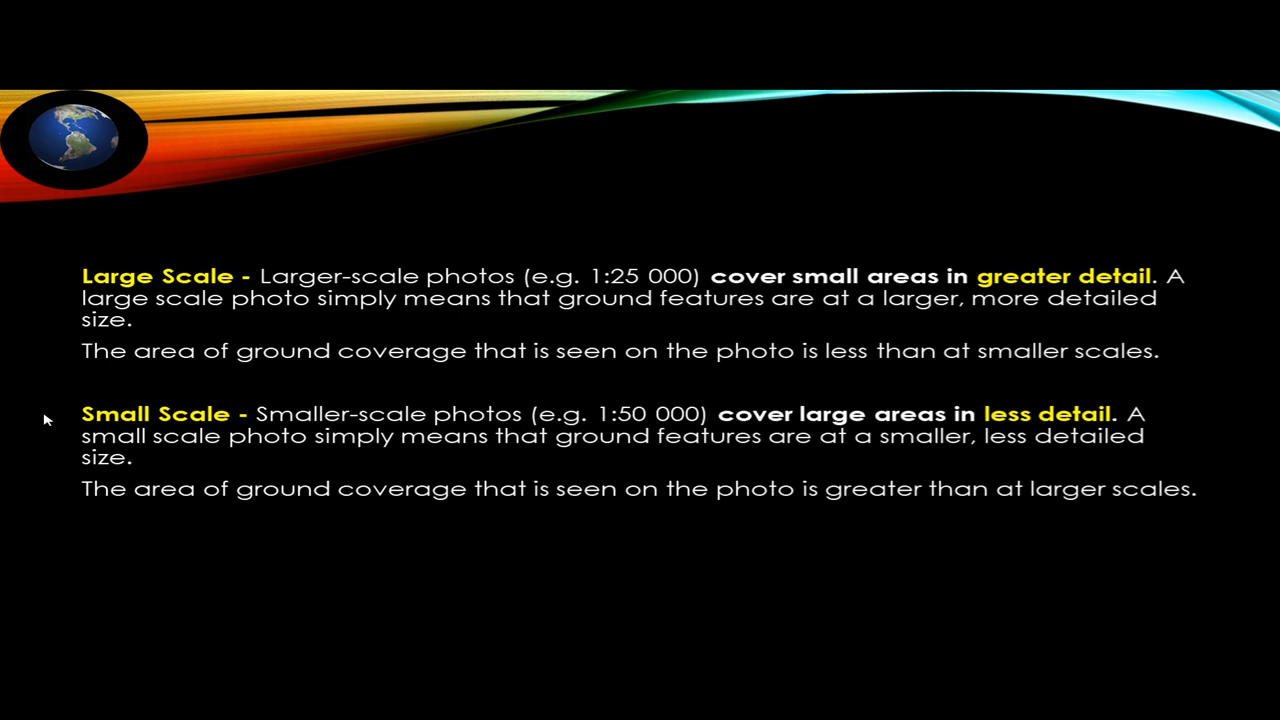 Large Scale - Larger-scale photos (e.g. 1:25 000) cover small areas in greater detail. A
large scale photo simply means that ground features are at a larger, more detailed
size.
The area of ground coverage that is seen on the photo is less than at smaller scales.
Small Scale - Smaller-scale photos (e.g. 1:50 000) cover large areas in less detail. A
small scale photo simply means that ground features are at a smaller, less detailed
size.
The area of ground coverage that is seen on the photo is greater than at larger scales.